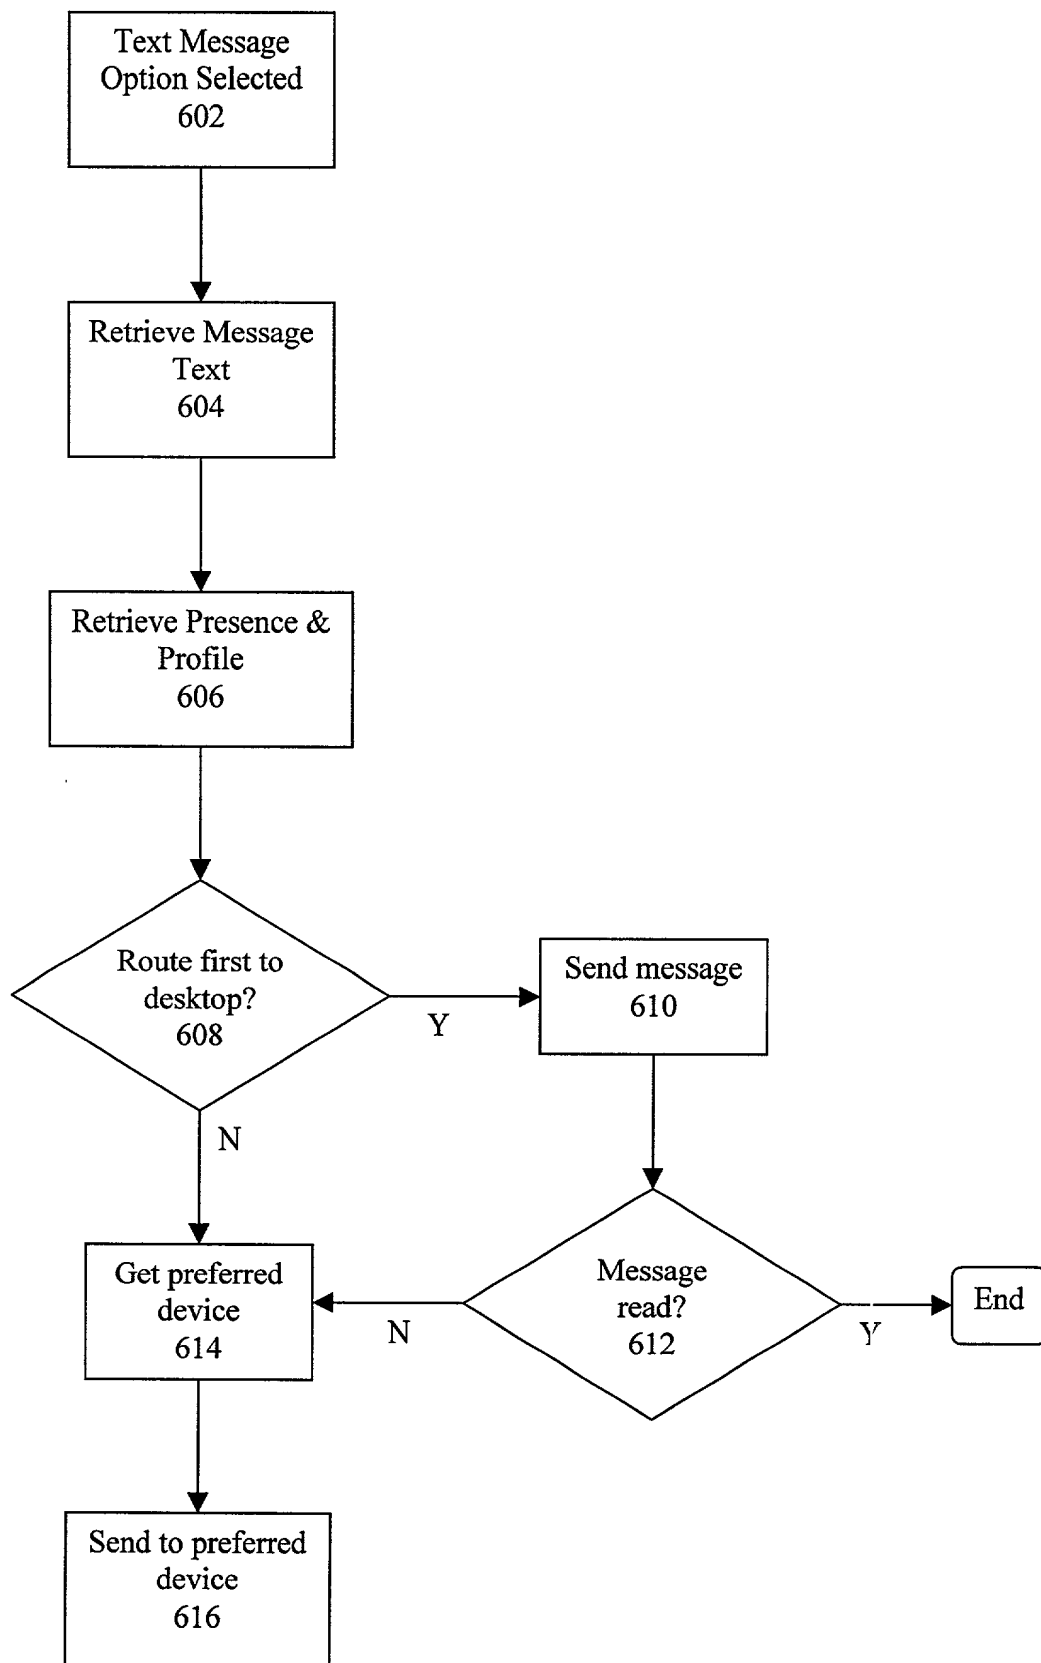 Text Message
Option Selected
602
Retrieve Message
Text
604
Retrieve Presence &
Profile
606
Route first to
desktop?
608
Y
Send message
610
N
Get preferred
device
614
N
Message
read?
612
Y
End
Send to preferred
device
616